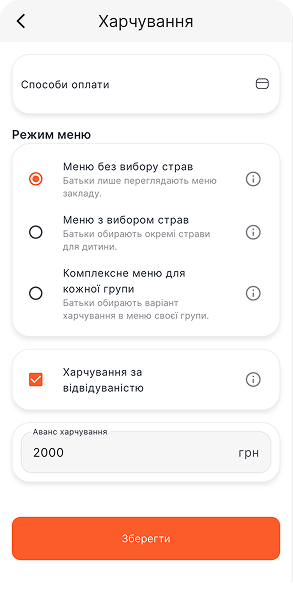 Харчування
Способи оплати
Режим меню
Меню без вибору страв
Батьки лише переглядають меню
закладу.
Меню з вибором страв
Батьки обирають окремі страви
для дитини.
Комплексне меню для
кожної групи
Батьки обирають варіант
харчування в меню своєї групи.
Харчування за
відвідуваністю
Аванс харчування
2000 грн
Зберегти